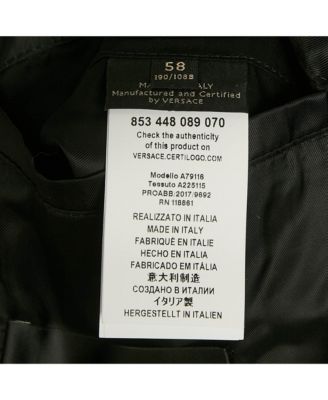 58
190/108B
Manufactured and Certified
by VERSACE
853 448 089 070
Check the authenticity
of this product on
VERSACE.CERTILOGO.COM
Modello A79116
Tessuto A225115
PROABB/2017/9692
RN 118861
REALIZZATO IN ITALIA
MADE IN ITALY
FABRIQUÉ EN ITALIE
HECHO EN ITALIA
FABRICADO EM ITÁLIA
意大利制造
СОЗДАНО В ИТАЛИИ
イタリア製
HERGESTELLT IN ITALIEN